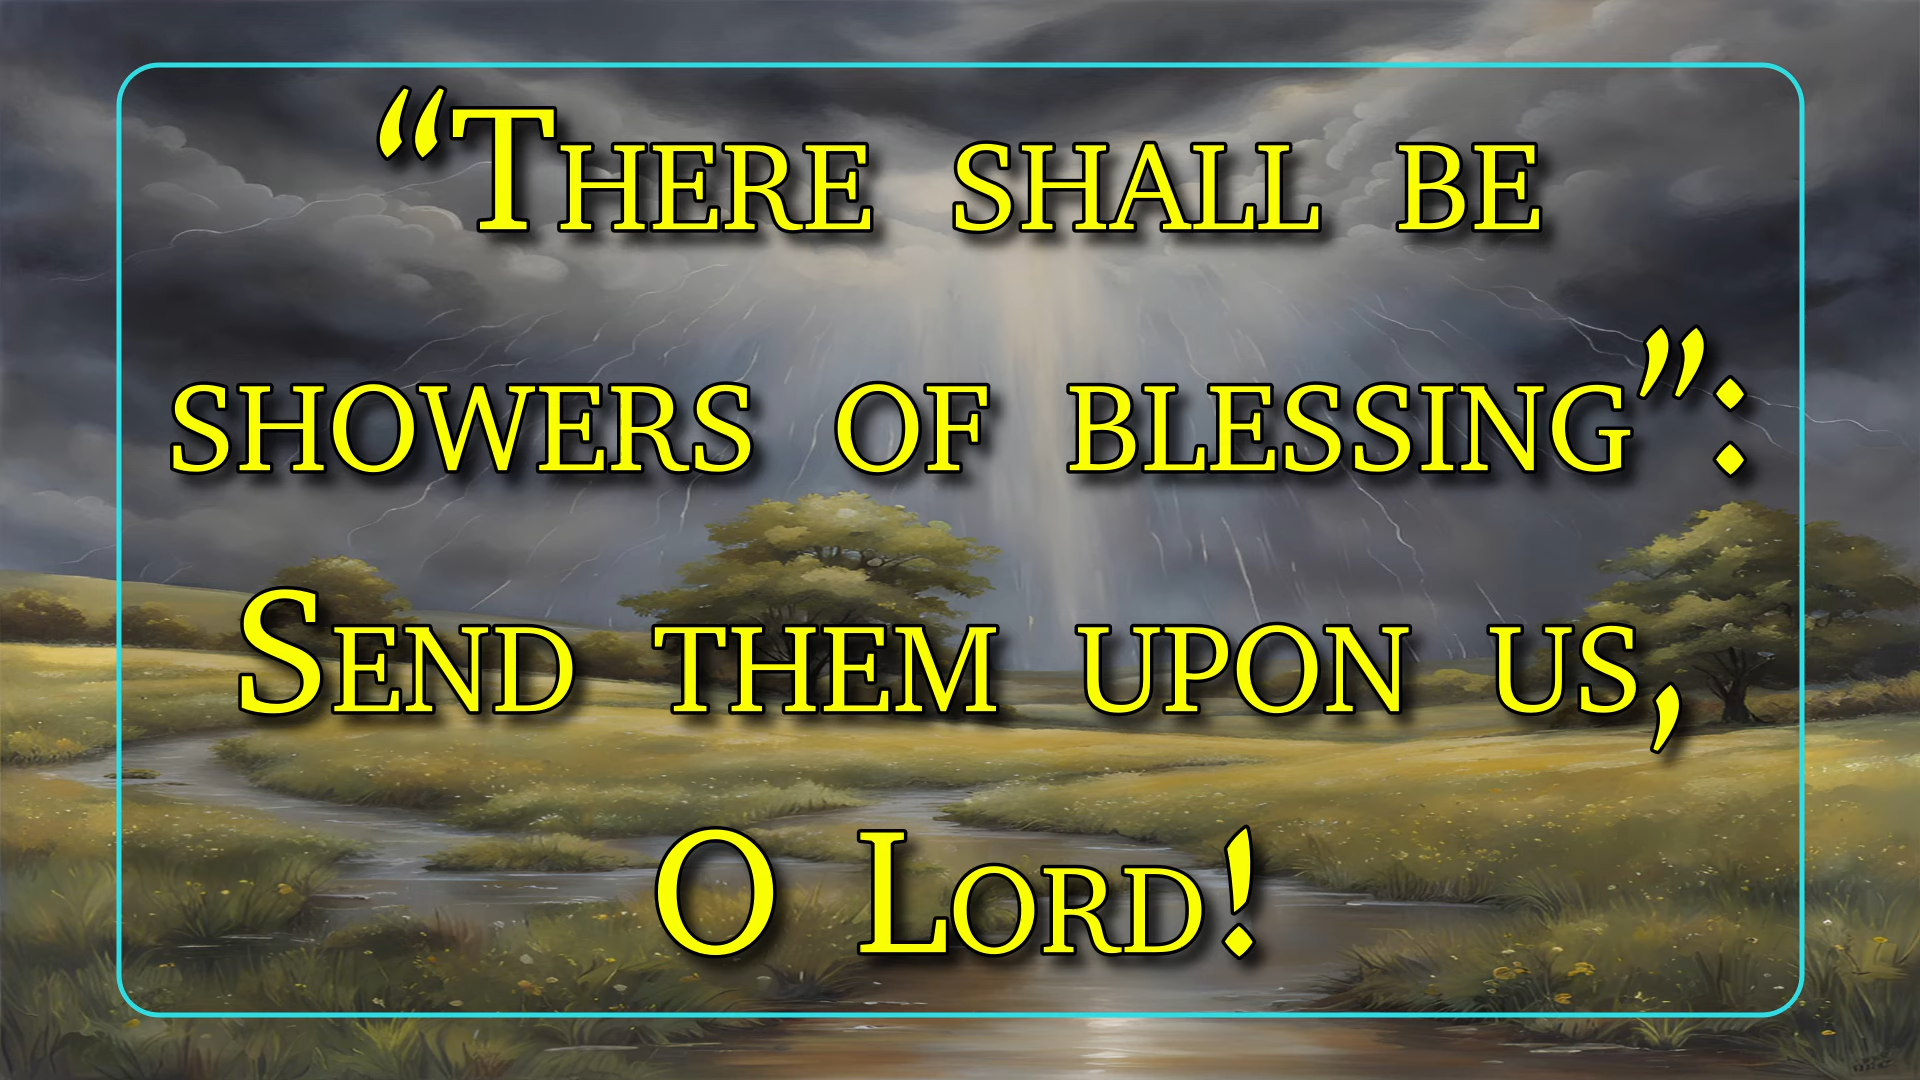 “There shall be
showers of blessing”:
Send them upon us,
O Lord!